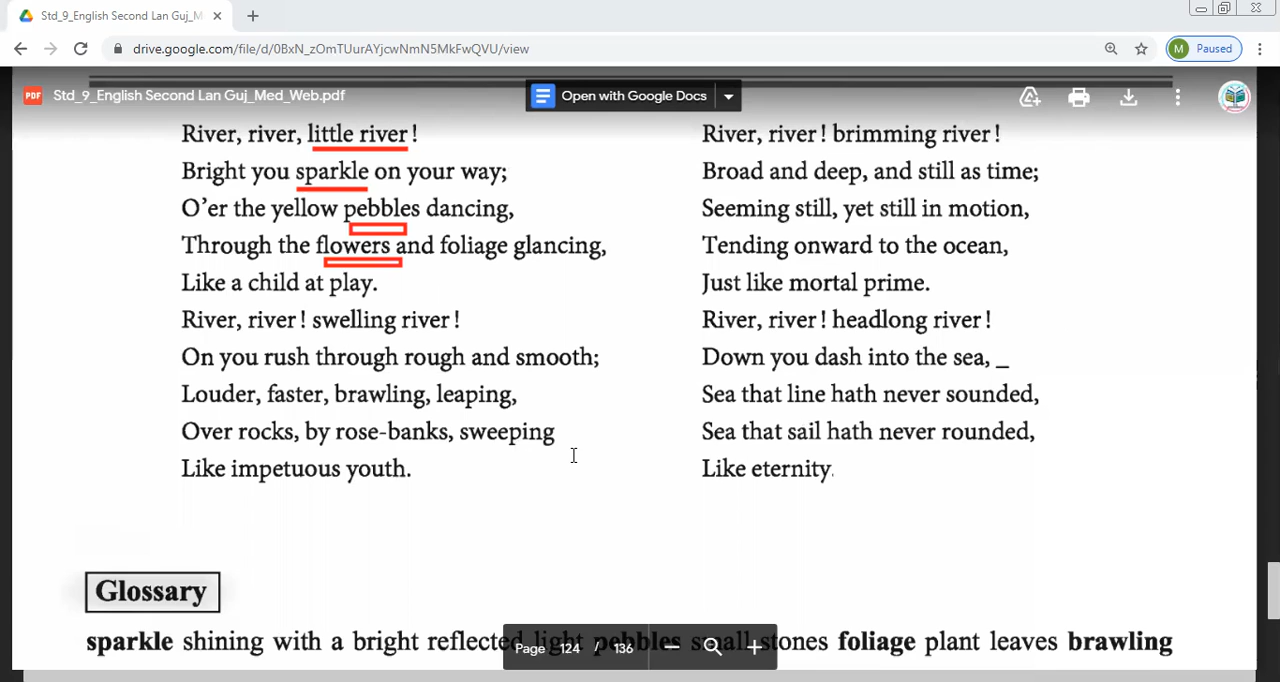 Std_9_English Second Lan Guj_M
drive.google.com/file/d/0BxN_zOmTUurAYjcwNmN5MkFwQVU/view
M Paused
PDF Std_9_English Second Lan Guj_Med_Web.pdf
Open with Google Docs
River, river, little river !
Bright you sparkle on your way;
O’er the yellow pebbles dancing,
Through the flowers and foliage glancing,
Like a child at play.
River, river ! swelling river !
On you rush through rough and smooth;
Louder, faster, brawling, leaping,
Over rocks, by rose-banks, sweeping
Like impetuous youth.
River, river ! brimming river !
Broad and deep, and still as time;
Seeming still, yet still in motion,
Tending onward to the ocean,
Just like mortal prime.
River, river ! headlong river !
Down you dash into the sea, _
Sea that line hath never sounded,
Sea that sail hath never rounded,
Like eternity.
Glossary
sparkle shining with a bright reflected light pebbles small stones foliage plant leaves brawling
Page 124 / 136